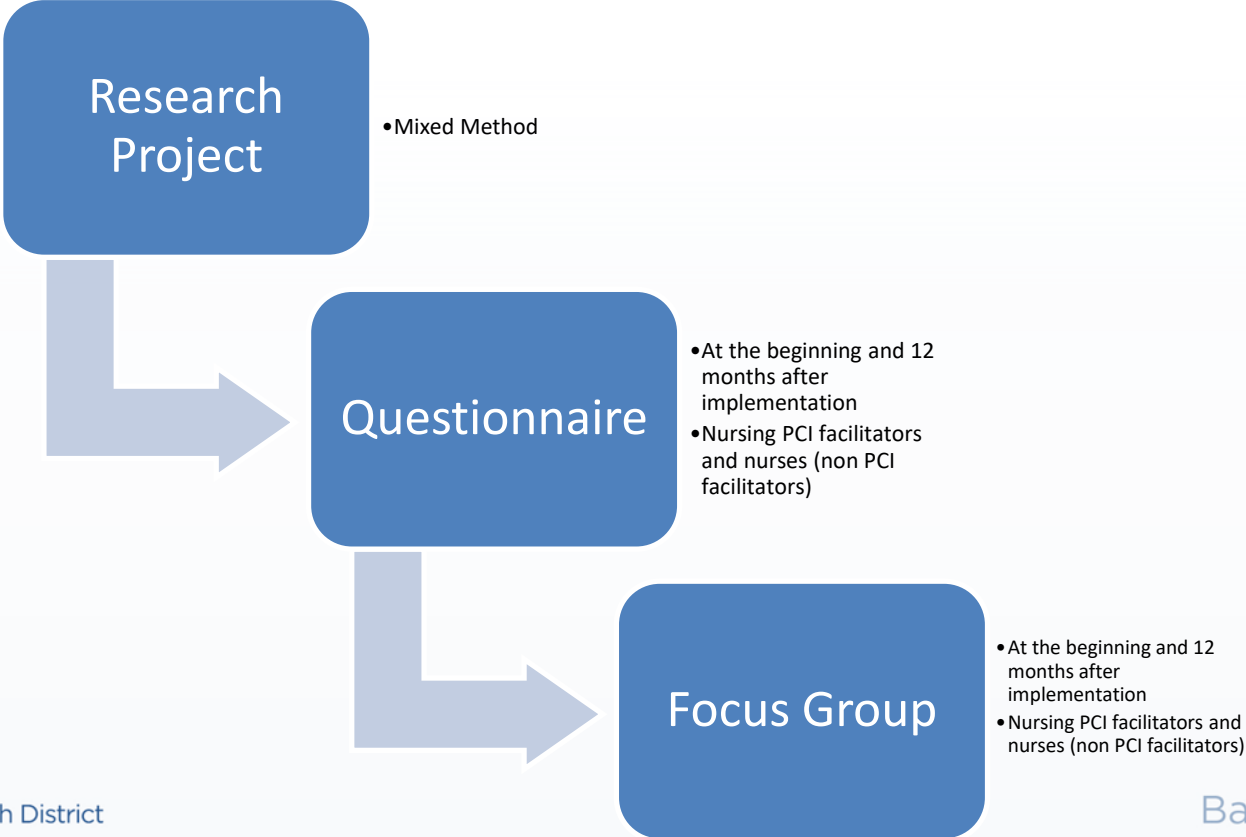 Research
Project
•Mixed Method
Questionnaire
•At the beginning and 12
months after
implementation
•Nursing PCI facilitators
and nurses (non PCI
facilitators)
Focus Group
•At the beginning and 12
months after
implementation
•Nursing PCI facilitators and
nurses (non PCI facilitators)
h District
Ba